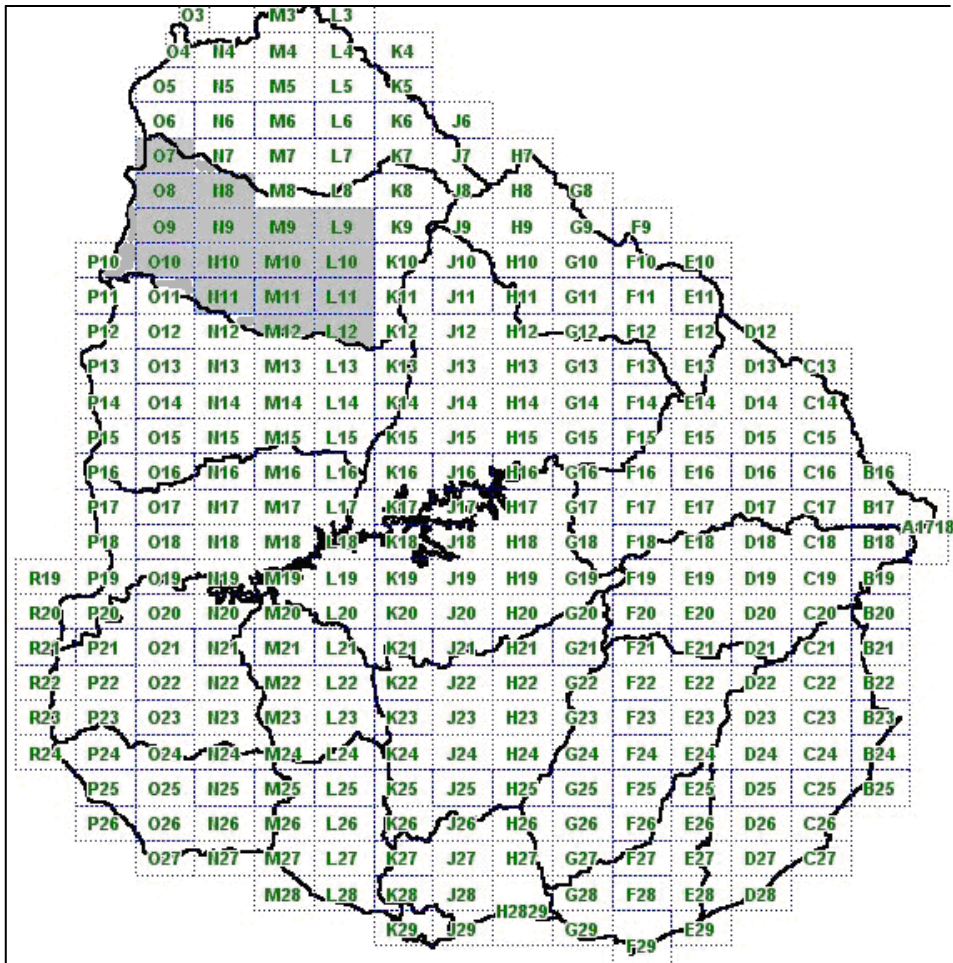 O3 M3 L3
O4 N4 M4 L4 K4
O5 N5 M5 L5 K5
O6 N6 M6 L6 K6 J6
O7 N7 M7 L7 K7 J7 H7
O8 N8 M8 L8 K8 J8 H8 G8
O9 N9 M9 L9 K9 J9 H9 G9 F9
P10 O10 N10 M10 L10 K10 J10 H10 G10 F10 E10
P11 O11 N11 M11 L11 K11 J11 H11 G11 F11 E11
P12 O12 N12 M12 L12 K12 J12 H12 G12 F12 E12 D12
P13 O13 N13 M13 L13 K13 J13 H13 G13 F13 E13 D13 C13
P14 O14 N14 M14 L14 K14 J14 H14 G14 F14 E14 D14 C14
P15 O15 N15 M15 L15 K15 J15 H15 G15 F15 E15 D15 C15
P16 O16 N16 M16 L16 K16 J16 H16 G16 F16 E16 D16 C16 B16
P17 O17 N17 M17 L17 K17 J17 H17 G17 F17 E17 D17 C17 B17
A1718
P18 O18 N18 M18 L18 K18 J18 H18 G18 F18 E18 D18 C18 B18
R19 P19 O19 N19 M19 L19 K19 J19 H19 G19 F19 E19 D19 C19 B19
R20 P20 O20 N20 M20 L20 K20 J20 H20 G20 F20 E20 D20 C20 B20
R21 P21 O21 N21 M21 L21 K21 J21 H21 G21 F21 E21 D21 C21 B21
R22 P22 O22 N22 M22 L22 K22 J22 H22 G22 F22 E22 D22 C22 B22
R23 P23 O23 N23 M23 L23 K23 J23 H23 G23 F23 E23 D23 C23 B23
R24 P24 O24 N24 M24 L24 K24 J24 H24 G24 F24 E24 D24 C24 B24
P25 O25 N25 M25 L25 K25 J25 H25 G25 F25 E25 D25 C25 B25
P26 O26 N26 M26 L26 K26 J26 H26 G26 F26 E26 D26 C26
O27 N27 M27 L27 K27 J27 H27 G27 F27 E27 D27 C27
M28 L28 K28 J28 G28 F28 E28 D28
H2829
K29 J29 G29 E29
F29